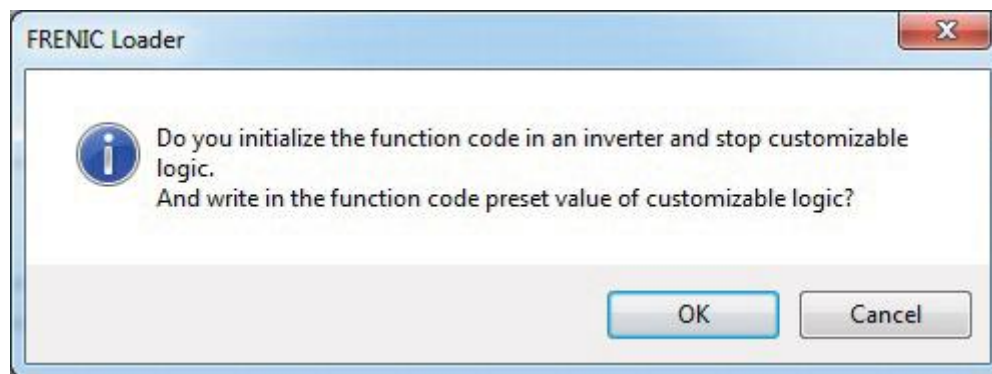 FRENIC Loader
Do you initialize the function code in an inverter and stop customizable
logic.
And write in the function code preset value of customizable logic?
OK
Cancel